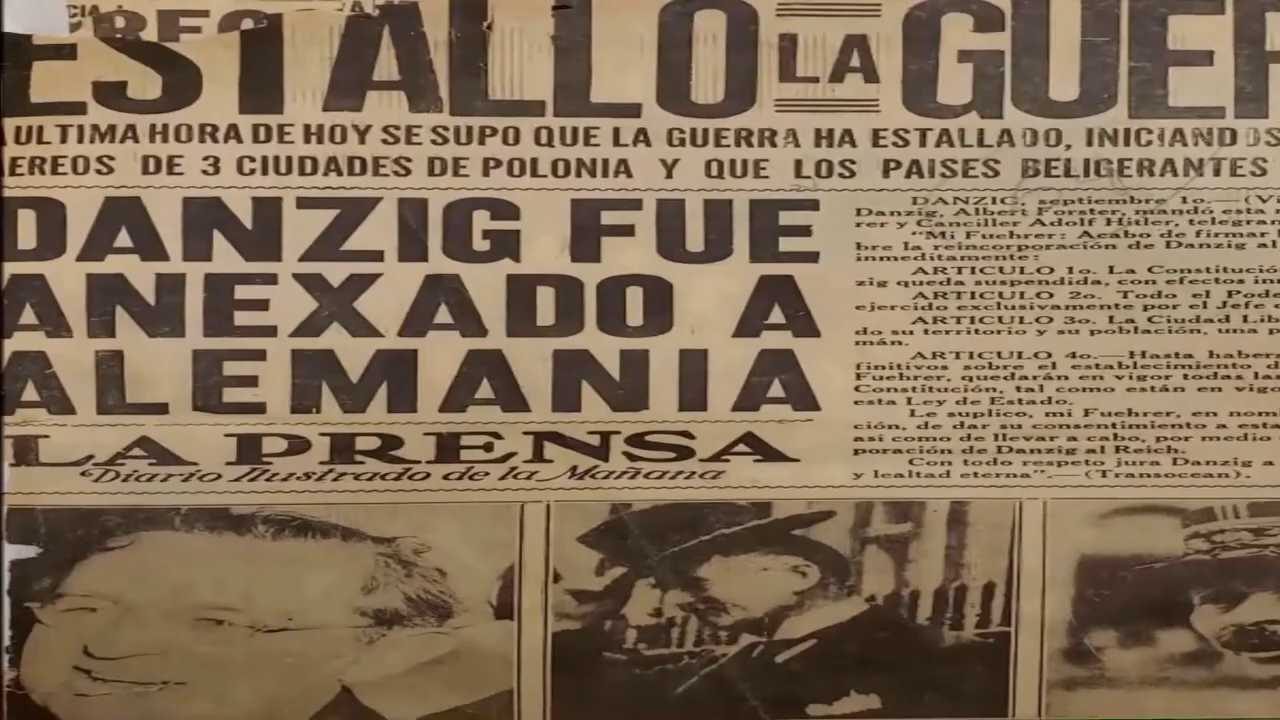 ESTALLO LA GUER
ULTIMA HORA DE HOY SE SUPO QUE LA GUERRA HA ESTALLADO, INICIANDOS
EREOS DE 3 CIUDADES DE POLONIA Y QUE LOS PAISES BELIGERANTES
DANZIG FUE
ANEXADO A
ALEMANIA
LA PRENSA
Diario Ilustrado de la Mañana
DANZIG, septiembre 1o.—(Vi
Danzig, Albert Forster, mandó esta
rer y Canciller Adolf Hitler, telegram
"Mi Fuehrer: Acabo de firmar
bre la reincorporación de Danzig al
inmeditamente:
ARTICULO 1o. La Constitució
zig queda suspendida, con efectos in
ARTICULO 2o. Todo el Pode
ejercido exclusivamente por el Jefe
ARTICULO 3o. La Ciudad Lib
do su territorio y su población, una p
mán.
ARTICULO 4o.—Hasta haber
finitivos sobre el establecimiento d
Fuehrer, quedarán en vigor todas la
Constitución, tal como están en vigo
esta Ley de Estado.
Le suplico, mi Fuehrer, en nom
ción, de dar su consentimiento a esta
así como de llevar a cabo, por medio
poración de Danzig al Reich.
Con todo respeto jura Danzig a
y lealtad eterna".—(Transocean).